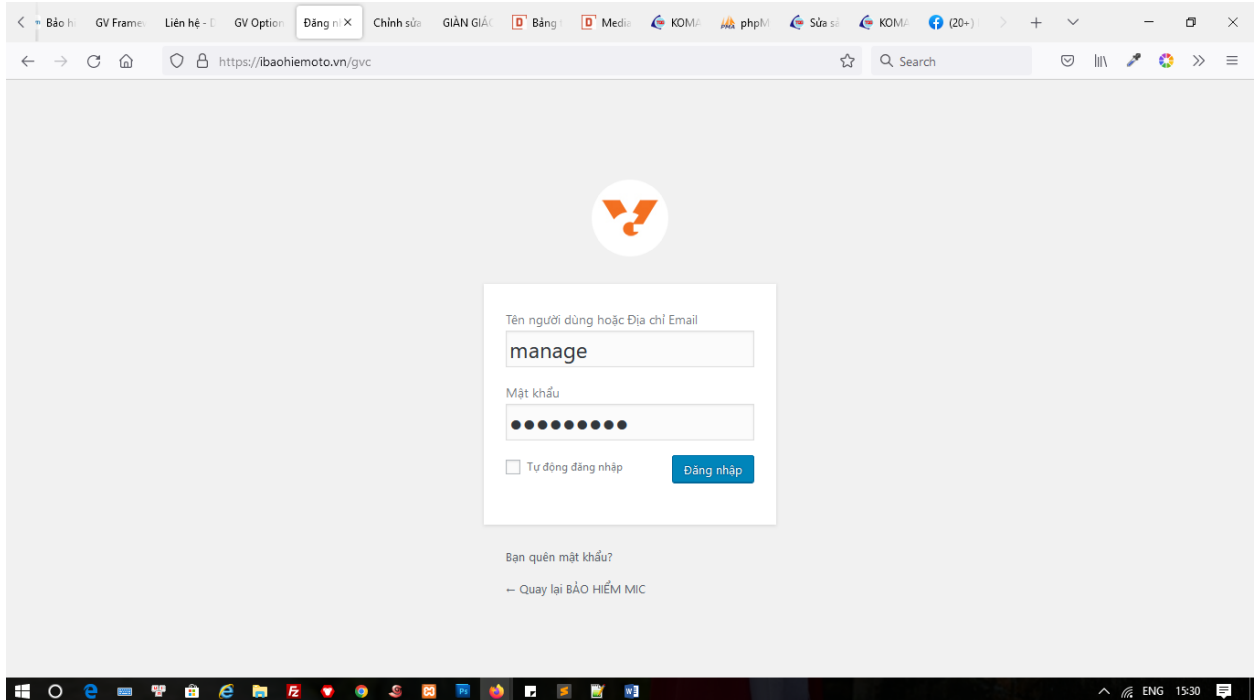 Bảo h
GV Frame
Liên hệ - D
GV Option
Đăng n
Chỉnh sửa
GIÀN GIÁO
Bảng
Media
KOMA
phpM
Sửa sả
KOMA
(20+)
https://ibaohiemoto.vn/gvc
Search
Tên người dùng hoặc Địa chỉ Email
manage
Mật khẩu
●●●●●●●●●
Tự động đăng nhập
Đăng nhập
Bạn quên mật khẩu?
← Quay lại BẢO HIỂM MIC
ENG
15:30